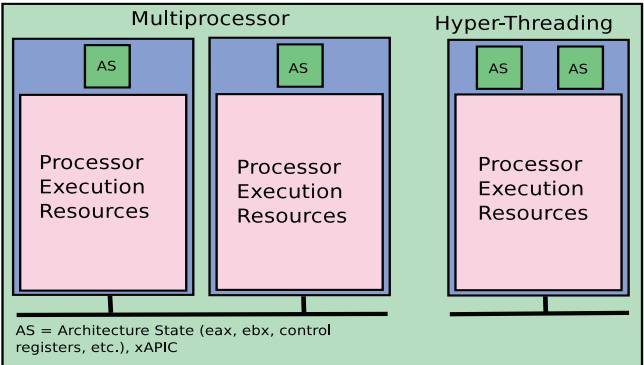 Multiprocessor
Hyper-Threading
AS
AS
AS
AS
Processor
Execution
Resources
Processor
Execution
Resources
Processor
Execution
Resources
AS = Architecture State (eax, ebx, control
registers, etc.), xAPIC